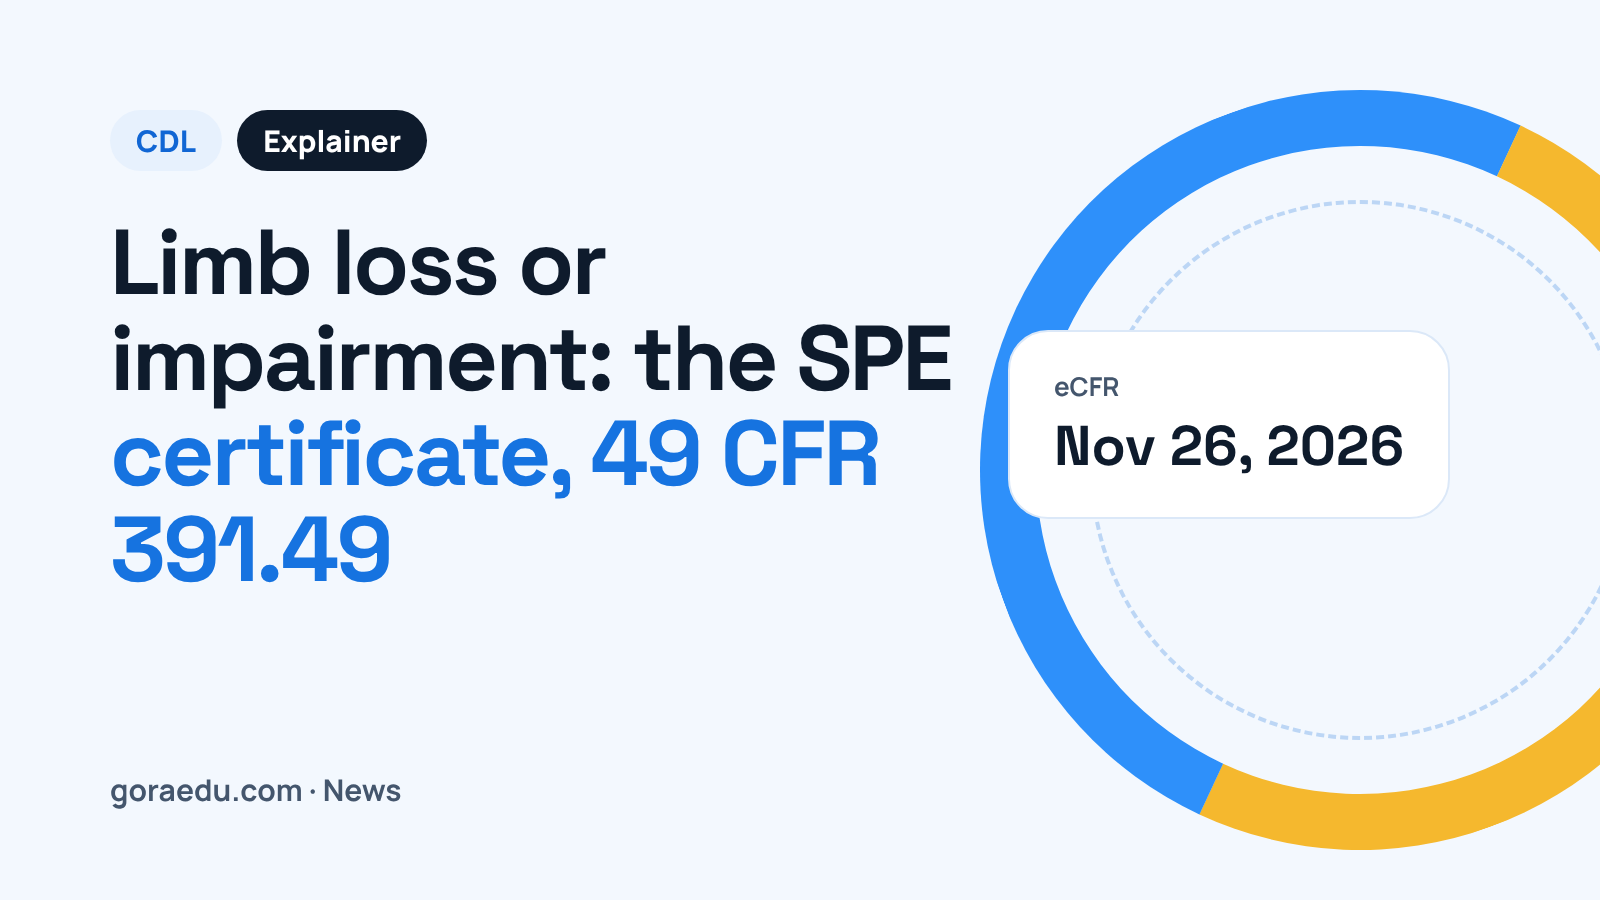 CDL
Explainer
Limb loss or
impairment: the SPE
certificate, 49 CFR
391.49
eCFR
Nov 26, 2026
goraedu.com · News